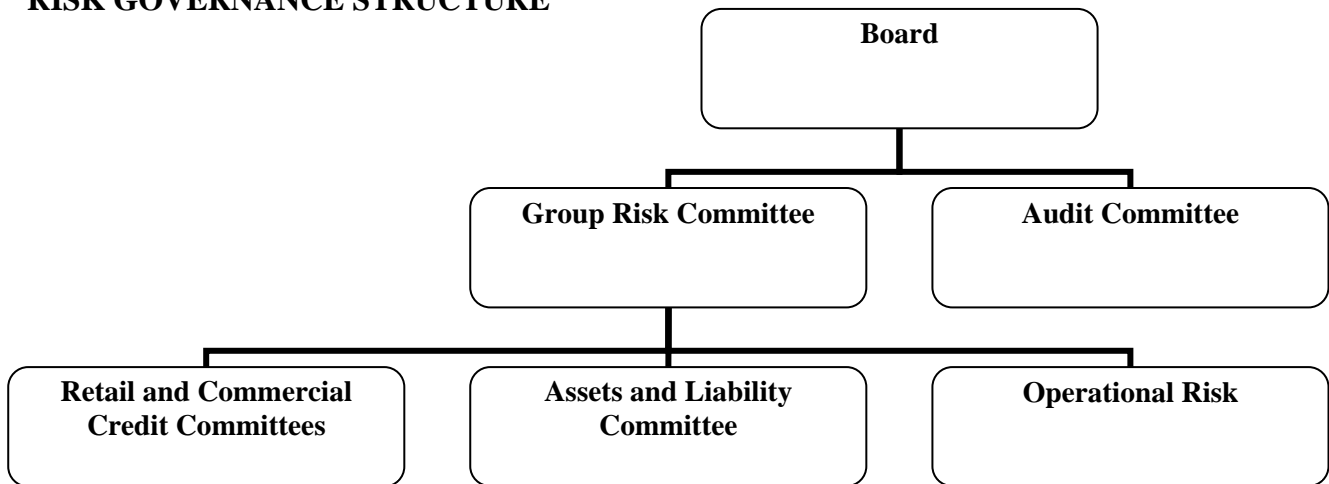 RISK GOVERNANCE STRUCTURE
Board
Group Risk Committee
Audit Committee
Retail and Commercial
Credit Committees
Assets and Liability
Committee
Operational Risk